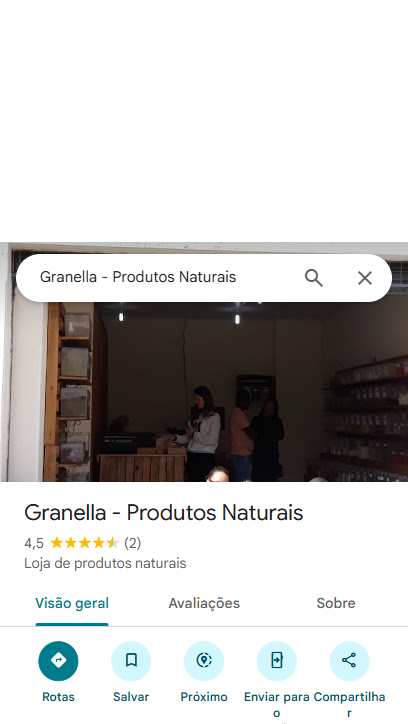 Granella - Produtos Naturais
Granella - Produtos Naturais
4,5 (2)
Loja de produtos naturais
Visão geral Avaliações Sobre
Rotas Salvar Próximo Enviar para o Compartilhar